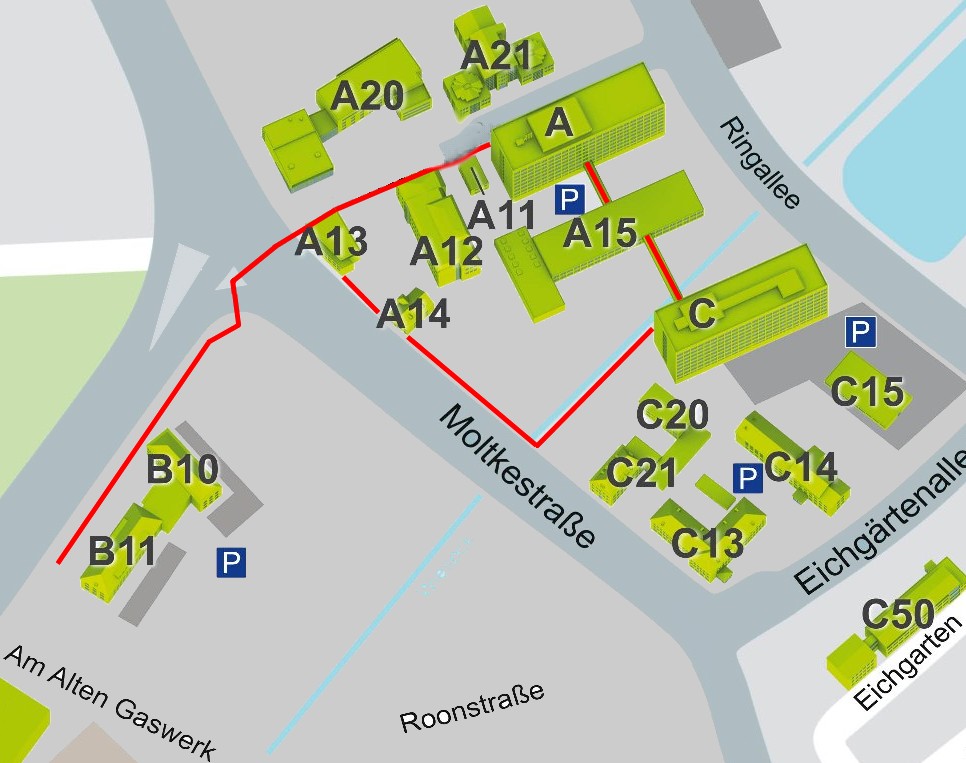 A21
A20
A
Ringallee
P
A11
A15
A13
A12
A14
C
P
C15
C20
Moltkestraße
C21
P
C14
B10
B11
P
C13
Eichgärtenalle
C50
Eichgarten
Am Alten Gaswerk
Roonstraße